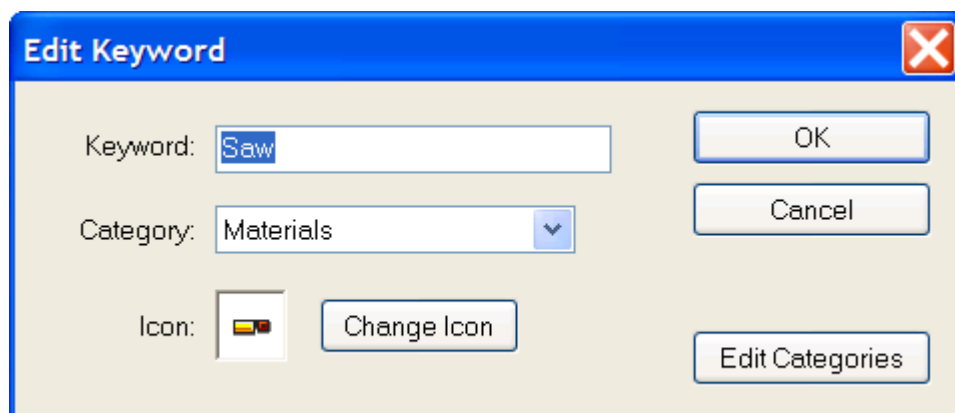 Edit Keyword
Keyword: Saw
OK
Category: Materials
Cancel
Icon: Change Icon
Edit Categories